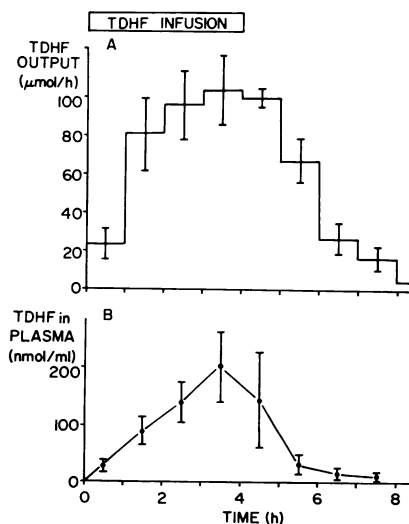 TDHF INFUSION
A
TDHF
OUTPUT
(μmol/h)
100
80
60
40
20
0
B
TDHF in
PLASMA
(nmol/ml)
200
100
0
0 2 4 6 8
TIME (h)